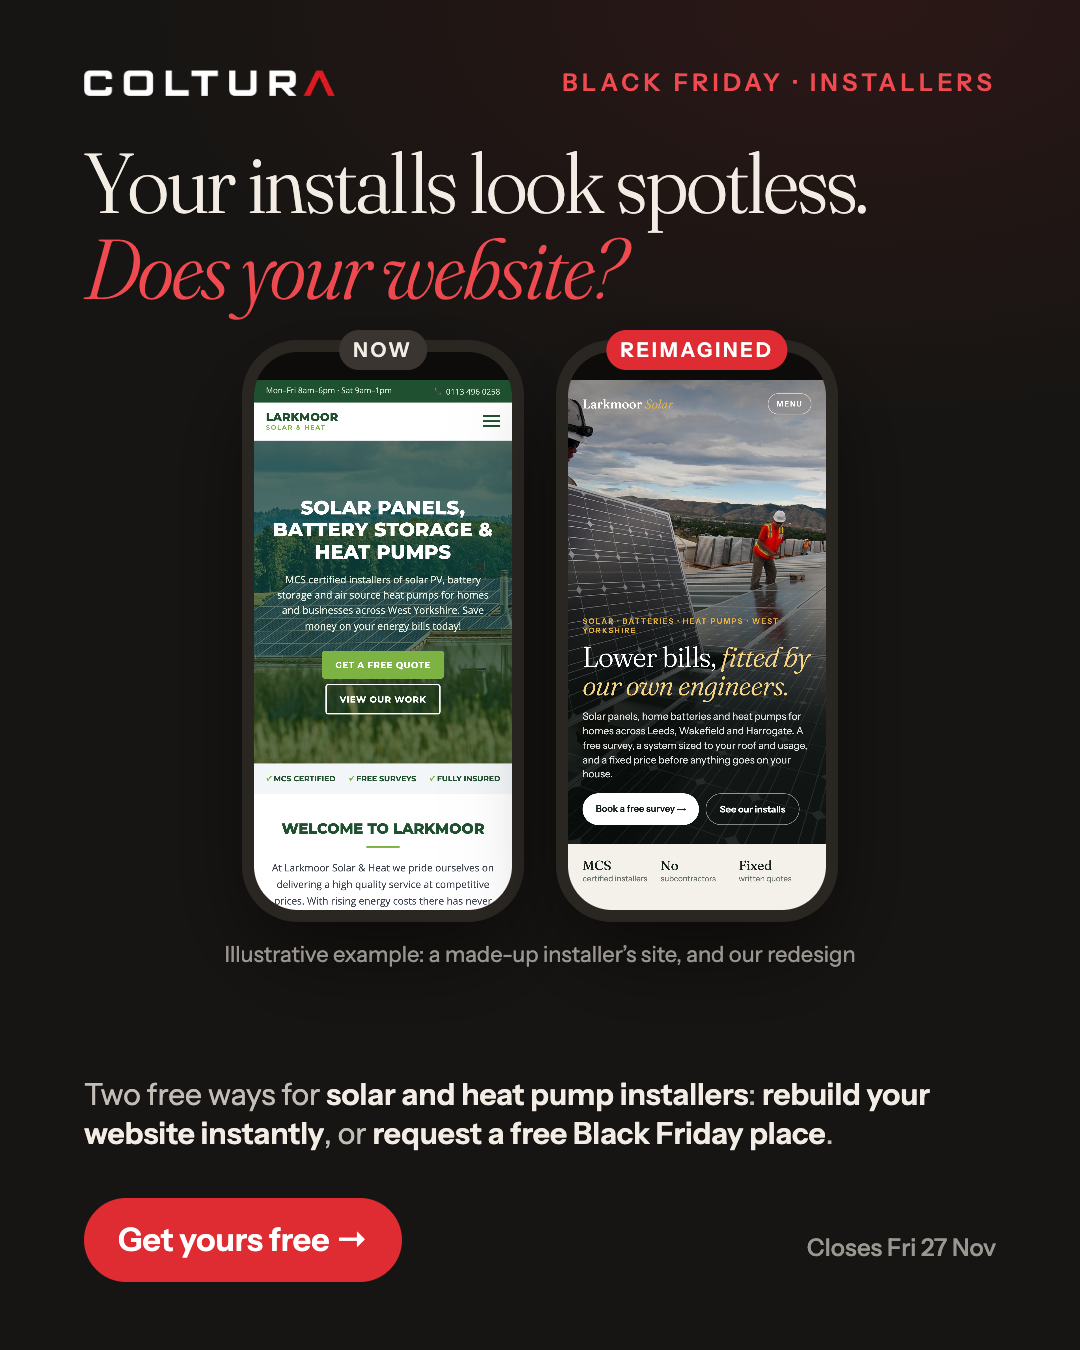 COLTURA
BLACK FRIDAY · INSTALLERS
Your installs look spotless.
Does your website?
NOW
Mon–Fri 8am–6pm · Sat 9am–1pm
0113 496 0258
LARKMOOR
SOLAR & HEAT
SOLAR PANELS,
BATTERY STORAGE &
HEAT PUMPS
MCS certified installers of solar PV, battery
storage and air source heat pumps for homes
and businesses across West Yorkshire. Save
money on your energy bills today!
GET A FREE QUOTE
VIEW OUR WORK
✓ MCS CERTIFIED ✓ FREE SURVEYS ✓ FULLY INSURED
WELCOME TO LARKMOOR
At Larkmoor Solar & Heat we pride ourselves on
delivering a high quality service at competitive
prices. With rising energy costs there has never
REIMAGINED
Larkmoor Solar
MENU
SOLAR · BATTERIES · HEAT PUMPS · WEST
YORKSHIRE
Lower bills, fitted by
our own engineers.
Solar panels, home batteries and heat pumps for
homes across Leeds, Wakefield and Harrogate. A
free survey, a system sized to your roof and usage,
and a fixed price before anything goes on your
house.
Book a free survey →
See our installs
MCS
certified installers
No
subcontractors
Fixed
written quotes
Illustrative example: a made-up installer’s site, and our redesign
Two free ways for solar and heat pump installers: rebuild your
website instantly, or request a free Black Friday place.
Get yours free →
Closes Fri 27 Nov